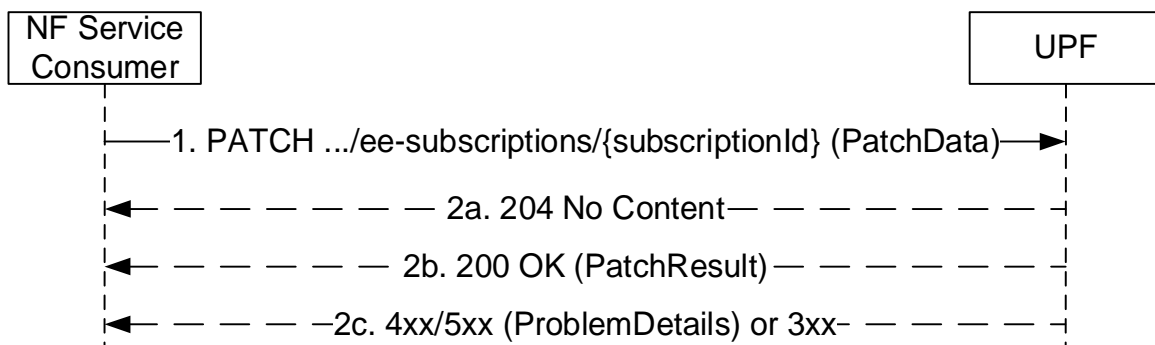 NF Service
Consumer
UPF
1. PATCH .../ee-subscriptions/{subscriptionId} (PatchData)
2a. 204 No Content
2b. 200 OK (PatchResult)
2c. 4xx/5xx (ProblemDetails) or 3xx